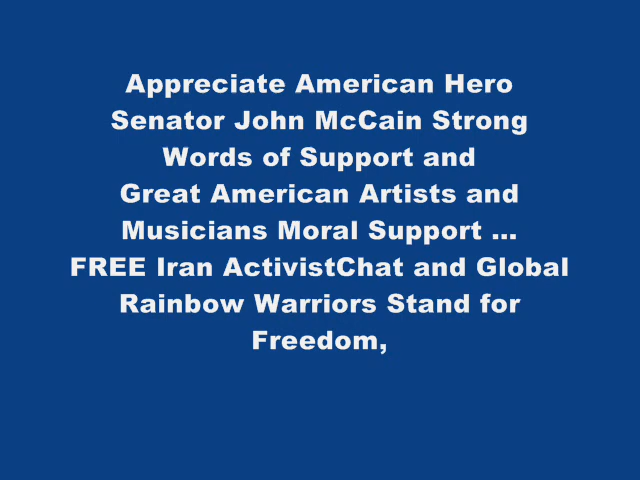 Appreciate American Hero
Senator John McCain Strong
Words of Support and
Great American Artists and
Musicians Moral Support ...
FREE Iran ActivistChat and Global
Rainbow Warriors Stand for
Freedom,